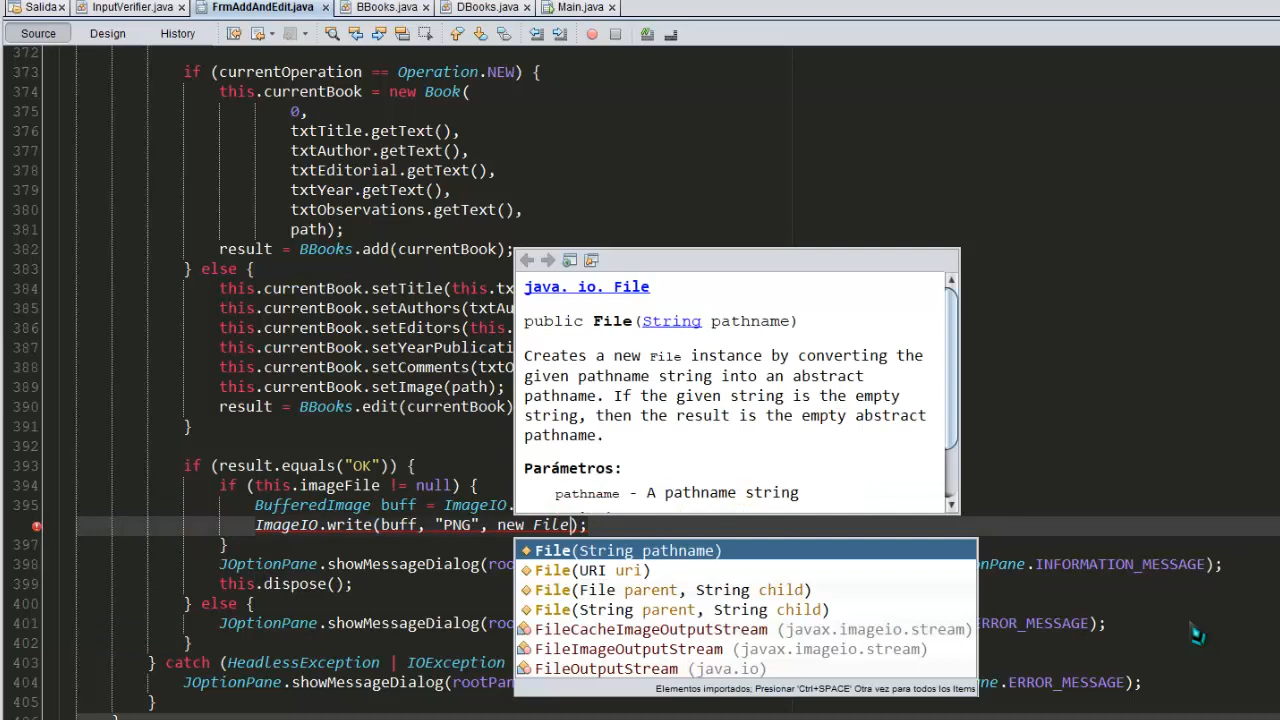 Salida InputVerifier.java FrmAddAndEdit.java BBooks.java DBooks.java Main.java
Source Design History
372
373 if (currentOperation == Operation.NEW) {
374 this.currentBook = new Book(
375 0,
376 txtTitle.getText(),
377 txtAuthor.getText(),
378 txtEditorial.getText(),
379 txtYear.getText(),
380 txtObservations.getText(),
381 path);
382 result = BBooks.add(currentBook);
383 } else {
384 this.currentBook.setTitle(this.tx
385 this.currentBook.setAuthors(txtAu
386 this.currentBook.setEditors(this.
387 this.currentBook.setYearPublicati
388 this.currentBook.setComments(txtO
389 this.currentBook.setImage(path);
390 result = BBooks.edit(currentBook)
391 }
392
393 if (result.equals("OK")) {
394 if (this.imageFile != null) {
395 BufferedImage buff = ImageIO.
ImageIO.write(buff, "PNG", new File);
397 }
398 JOptionPane.showMessageDialog(roo onPane.INFORMATION_MESSAGE);
399 this.dispose();
400 } else {
401 JOptionPane.showMessageDialog(roo ERROR_MESSAGE);
402 }
403 } catch (HeadlessException | IOException
404 JOptionPane.showMessageDialog(rootPan ne.ERROR_MESSAGE);
405 }
java. io. File
public File(String pathname)
Creates a new File instance by converting the
given pathname string into an abstract
pathname. If the given string is the empty
string, then the result is the empty abstract
pathname.
Parámetros:
pathname - A pathname string
File(String pathname)
File(URI uri)
File(File parent, String child)
File(String parent, String child)
FileCacheImageOutputStream (javax.imageio.stream)
FileImageOutputStream (javax.imageio.stream)
FileOutputStream (java.io)
Elementos importados; Presionar 'Ctrl+SPACE' Otra vez para todos los Items